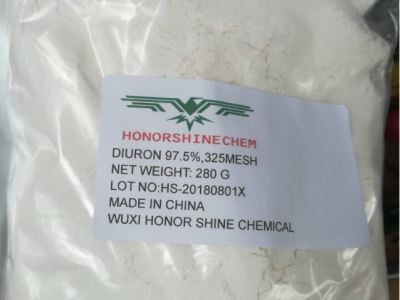 HONORSHINECHEM
DIURON 97.5%,325MESH
NET WEIGHT: 280 G
LOT NO:HS-20180801X
MADE IN CHINA
WUXI HONOR SHINE CHEMICAL